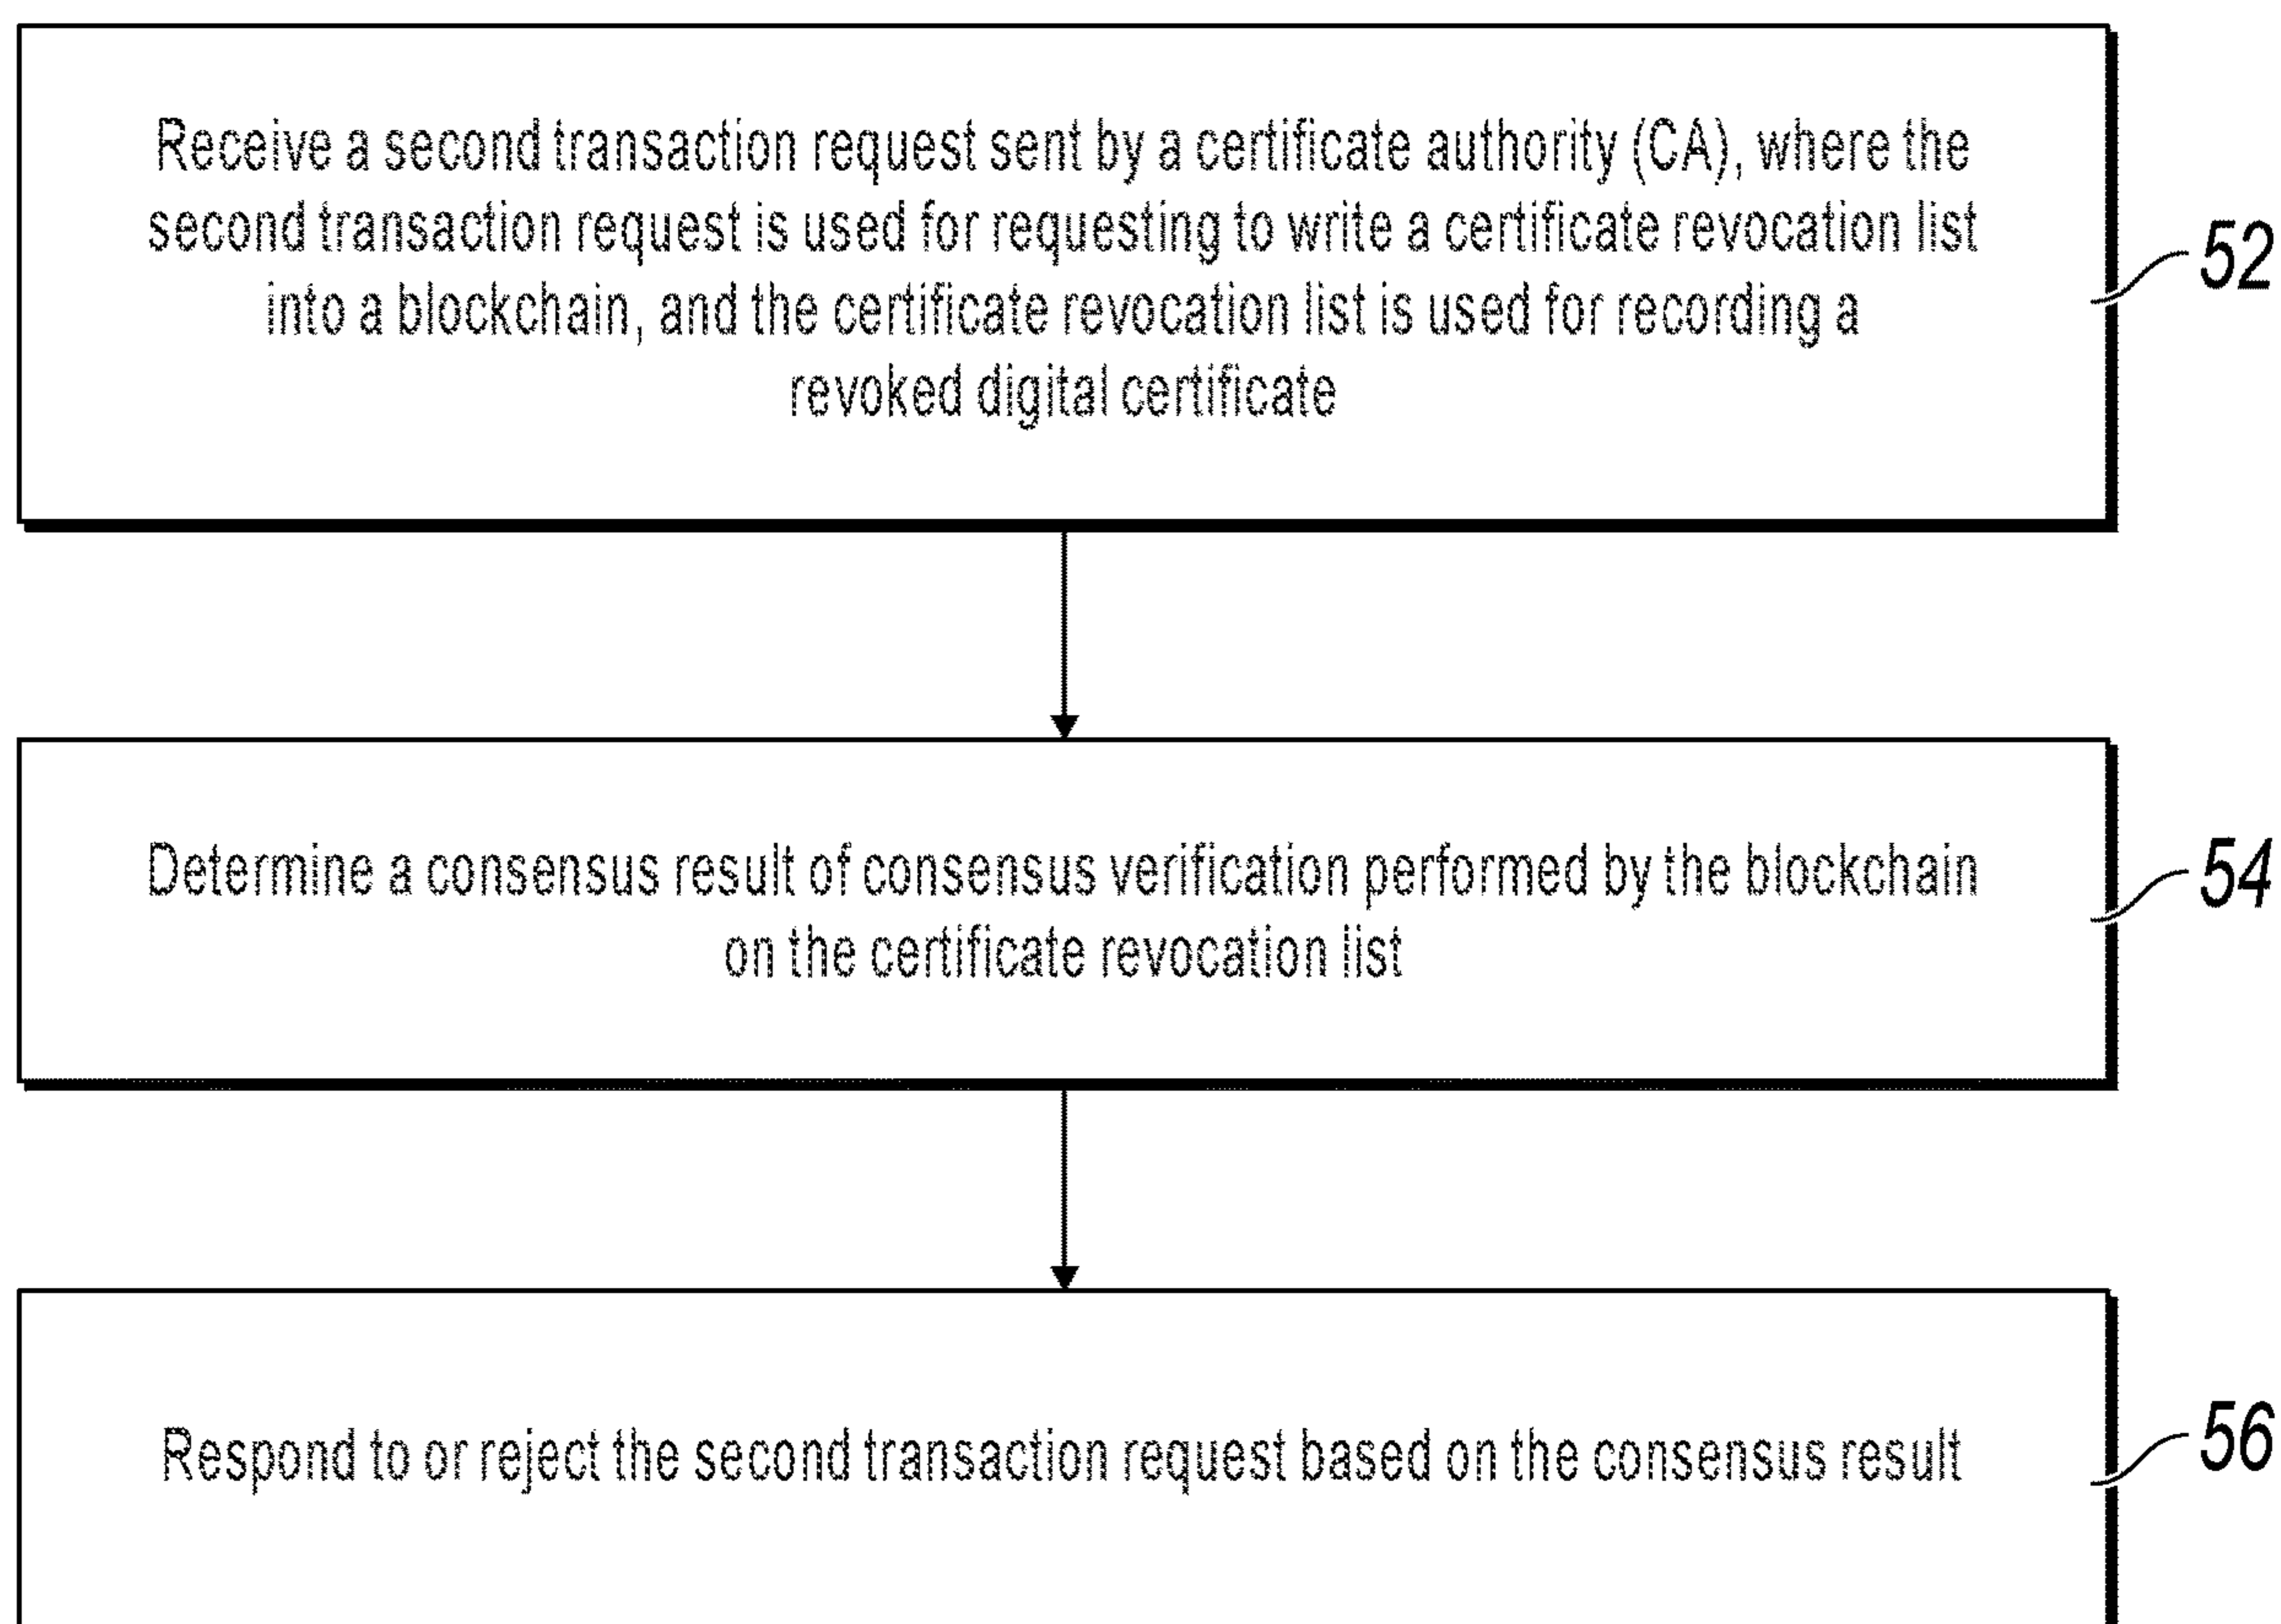 Receive a second transaction request sent by a certificate authority (CA), where the
second transaction request is used for requesting to write a certificate revocation list
into a blockchain, and the certificate revocation list is used for recording a
revoked digital certificate
52
Determine a consensus result of consensus verification performed by the blockchain
on the certificate revocation list
54
Respond to or reject the second transaction request based on the consensus result
56